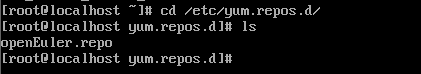 [root@localhost ~]# cd /etc/yum.repos.d/
[root@localhost yum.repos.d]# ls
openEuler.repo
[root@localhost yum.repos.d]#